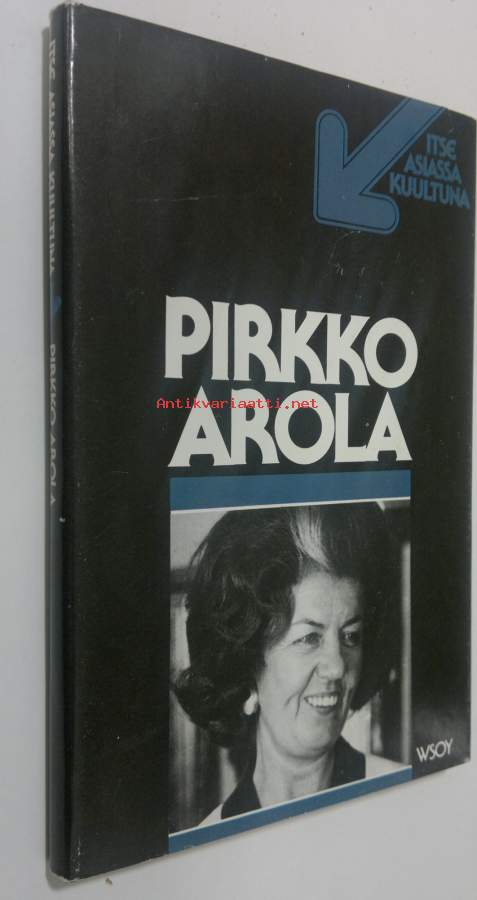 ITSE
ASIASSA
KUULTUNA
PIRKKO
AROLA
Antikvariaatti.net
WSOY
ITSE ASIASSA KUULTUNA PIRKKO AROLA